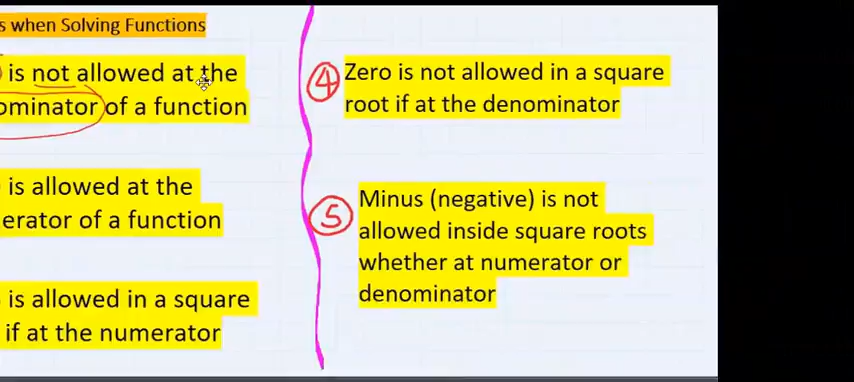 s when Solving Functions
is not allowed at the
ominator of a function
is allowed at the
erator of a function
is allowed in a square
if at the numerator
4
Zero is not allowed in a square
root if at the denominator
5
Minus (negative) is not
allowed inside square roots
whether at numerator or
denominator